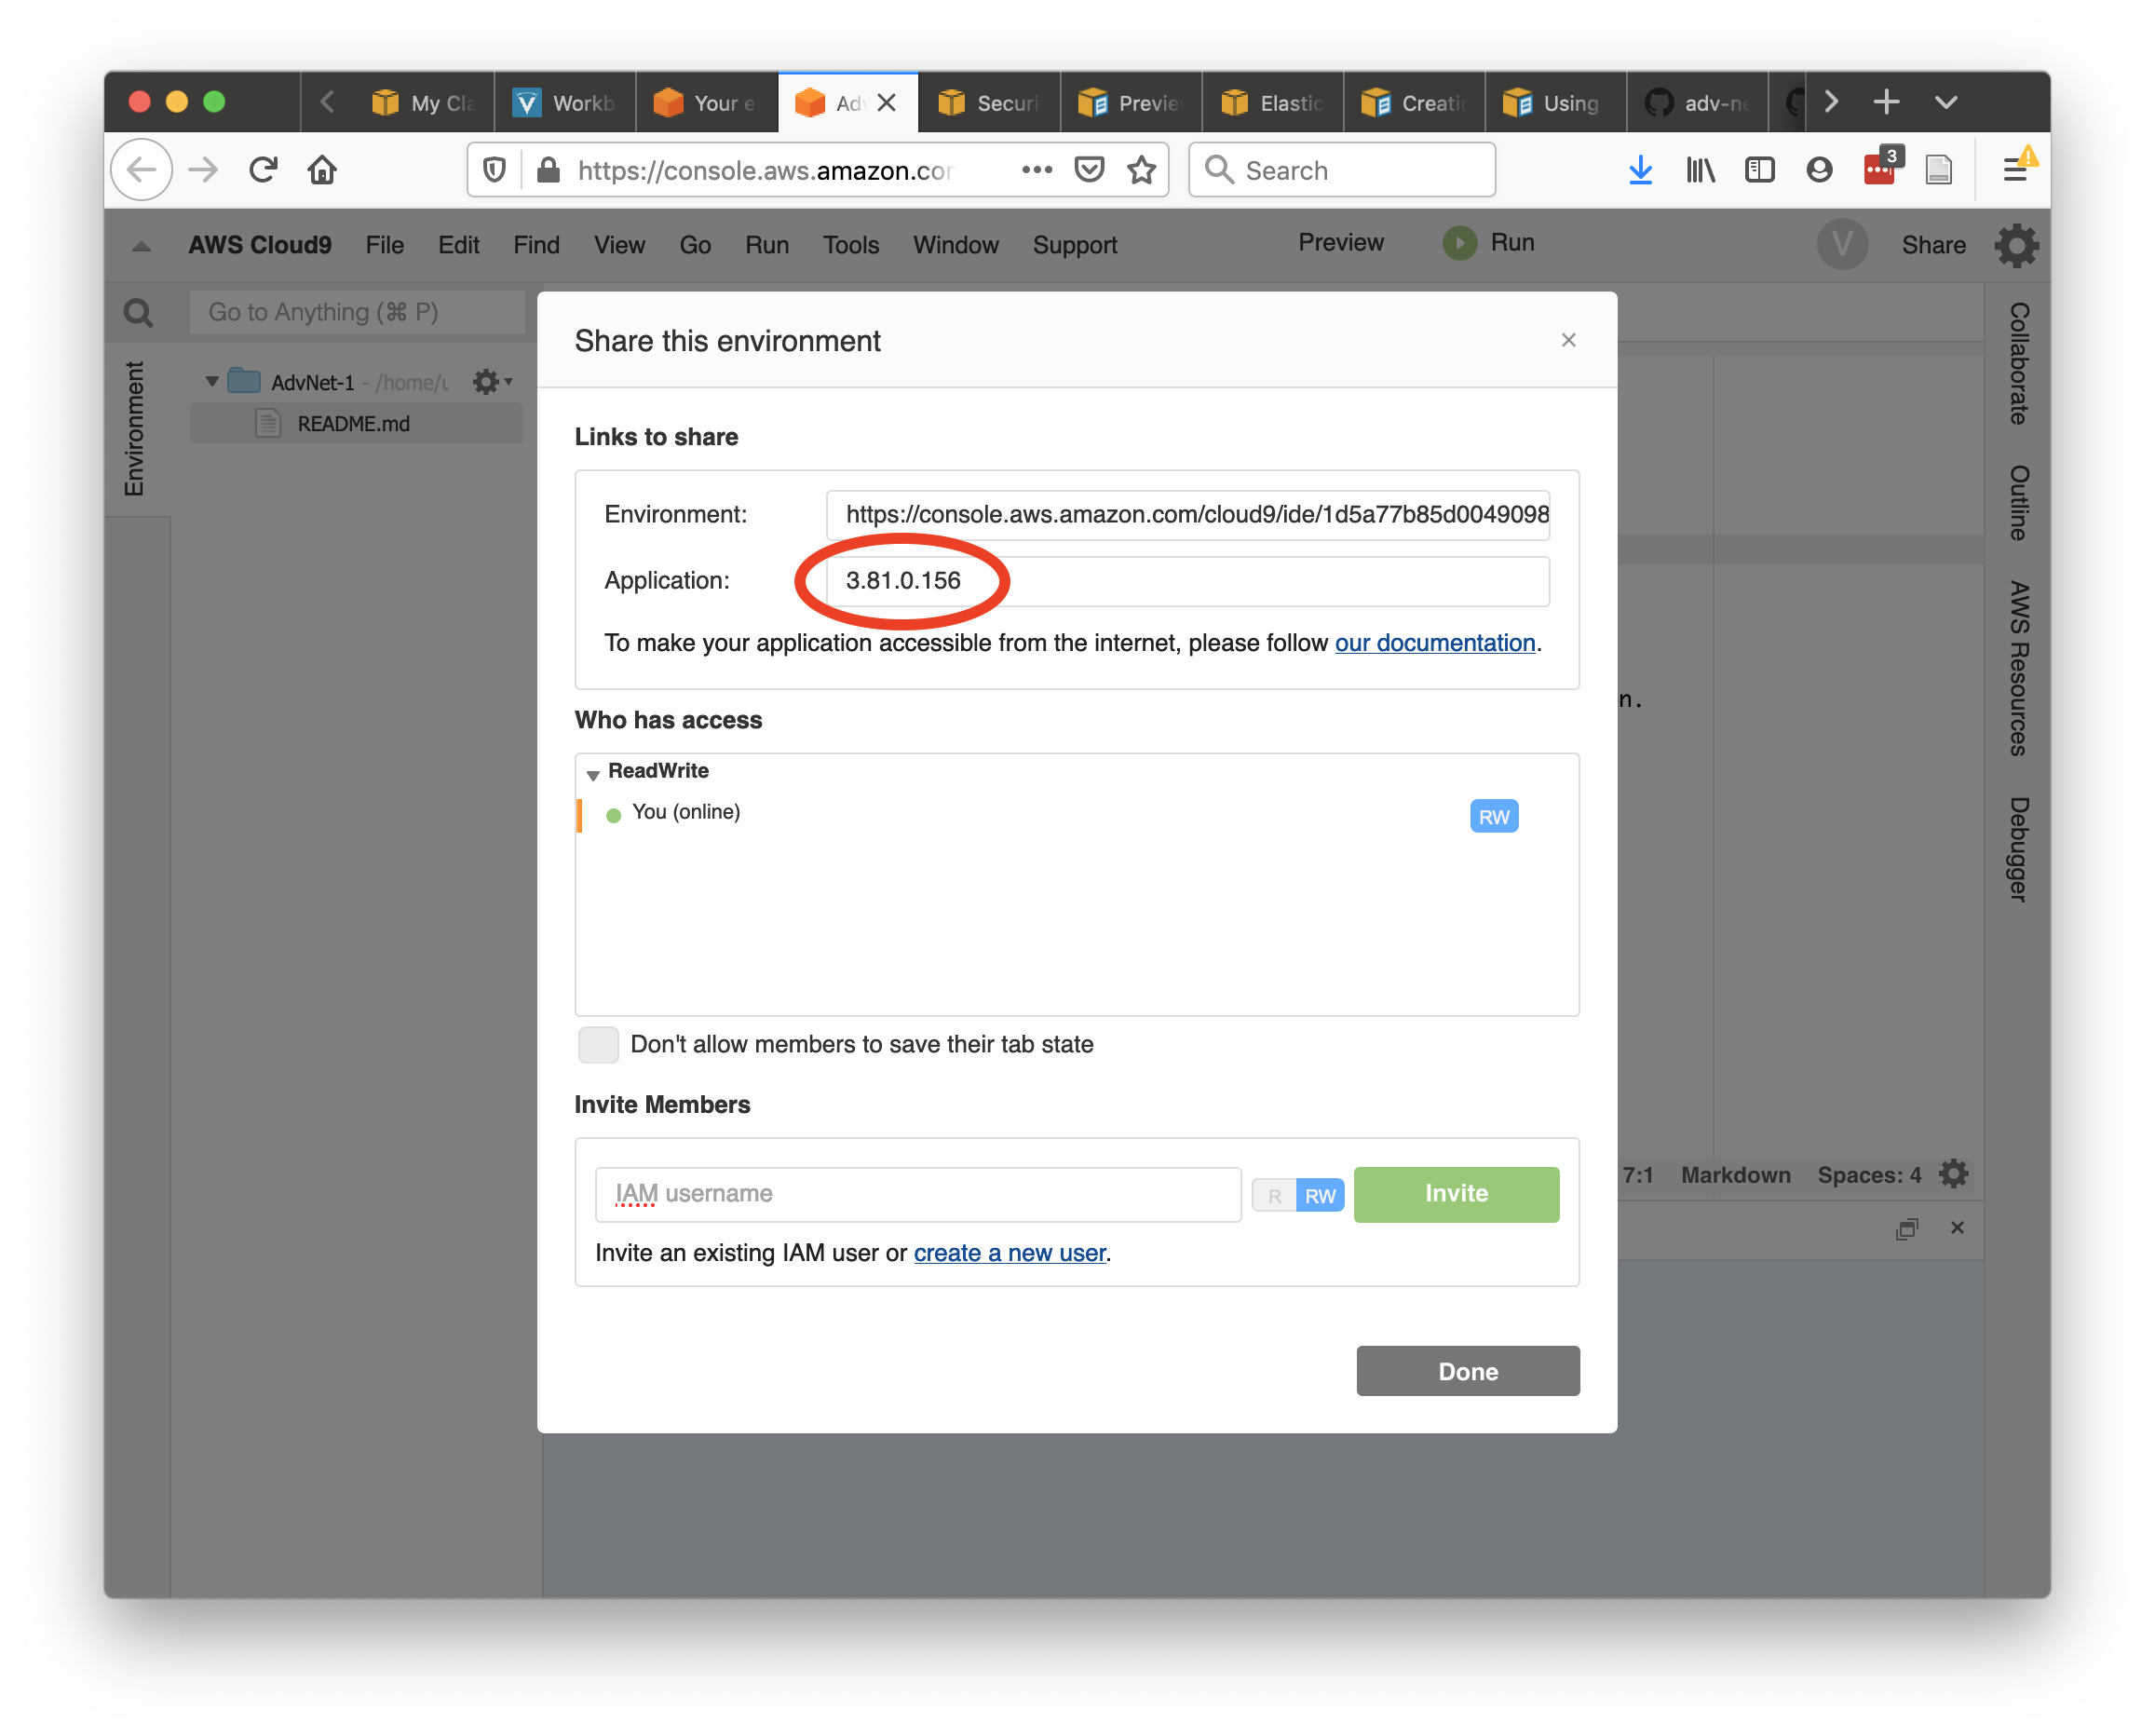 My Cla
Workb
Your e
Ad
Securi
Previe
Elastic
Creatin
Using
adv-ne
https://console.aws.amazon.cor
Search
3
AWS Cloud9 File Edit Find View Go Run Tools Window Support Preview Run V Share
Go to Anything (⌘ P)
Environment
AdvNet-1 - /home/u
README.md
Collaborate
Outline
AWS Resources
Debugger
Share this environment
Links to share
Environment: https://console.aws.amazon.com/cloud9/ide/1d5a77b85d0049098
Application: 3.81.0.156
To make your application accessible from the internet, please follow our documentation.
n.
Who has access
ReadWrite
You (online) RW
Don't allow members to save their tab state
Invite Members
IAM username R RW Invite
Invite an existing IAM user or create a new user.
7:1 Markdown Spaces: 4
Done